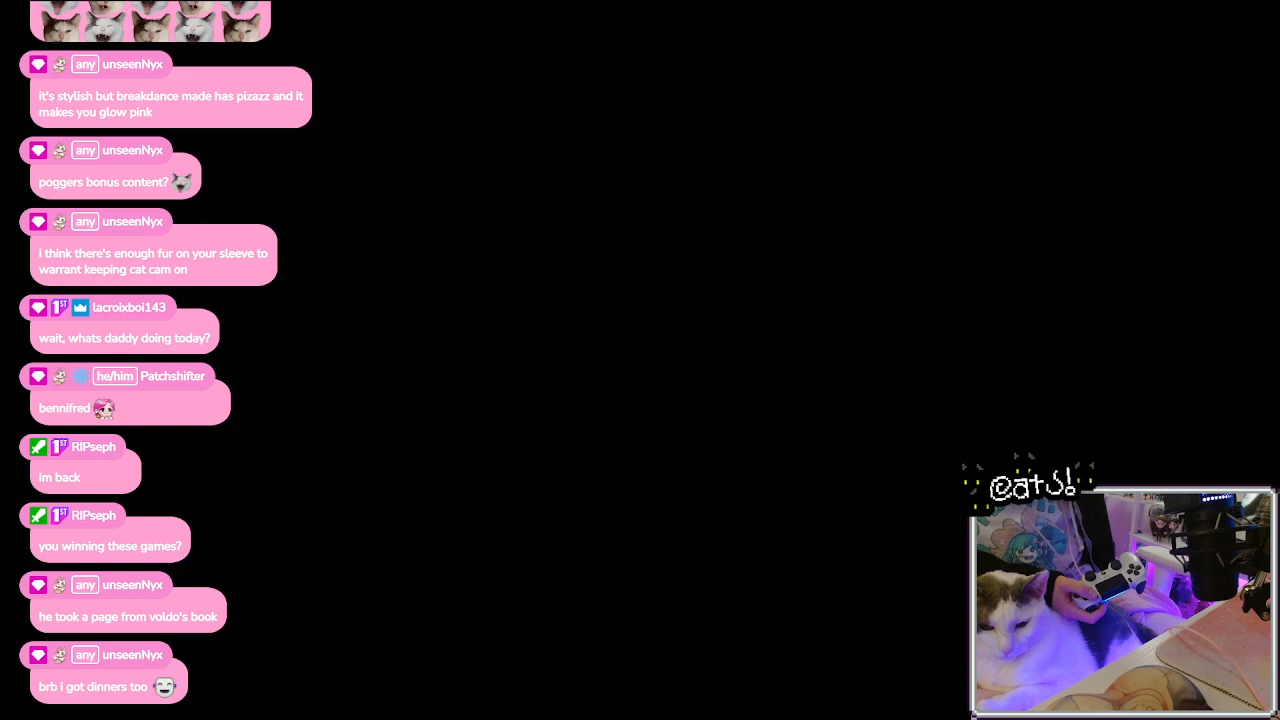 any unseenNyx
it's stylish but breakdance made has pizazz and it
makes you glow pink
any unseenNyx
poggers bonus content?
any unseenNyx
I think there's enough fur on your sleeve to
warrant keeping cat cam on
1ST lacroixboi143
wait, whats daddy doing today?
he/him Patchshifter
bennifred
1ST RIPseph
im back
1ST RIPseph
you winning these games?
any unseenNyx
he took a page from voldo's book
any unseenNyx
brb i got dinners too
@atS!